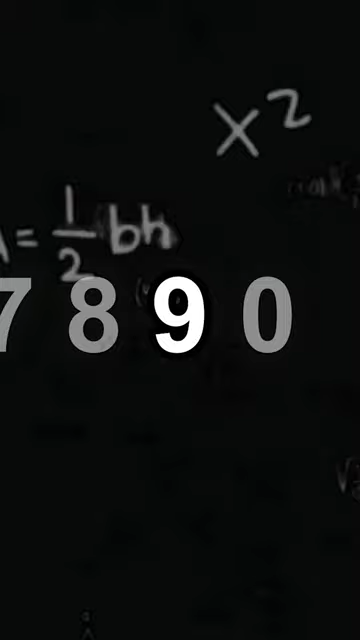 x²
= 1/2 bh
7 8 9 0